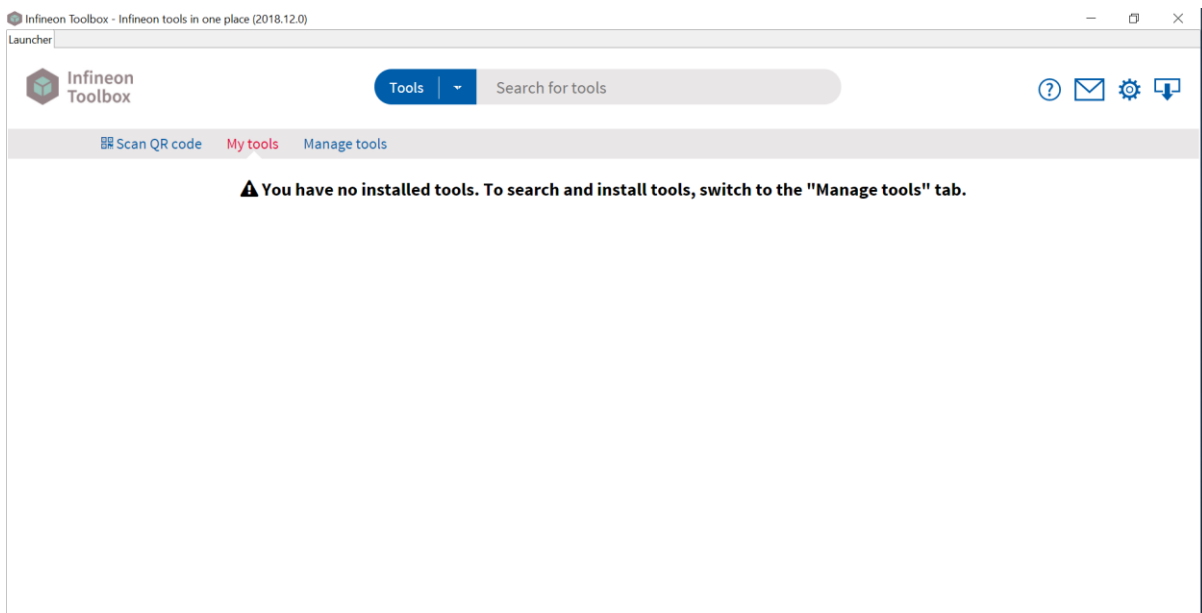 Infineon Toolbox - Infineon tools in one place (2018.12.0)
Launcher
Infineon
Toolbox
Tools
Search for tools
Scan QR code My tools Manage tools
You have no installed tools. To search and install tools, switch to the "Manage tools" tab.